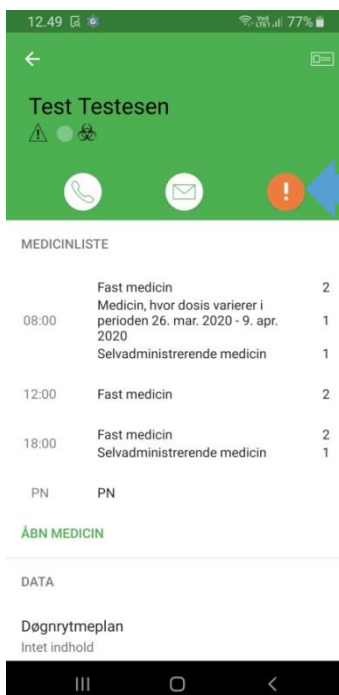 12.49 77%
Test Testesen
MEDICINLISTE
Fast medicin 2
08:00 Medicin, hvor dosis varierer i perioden 26. mar. 2020 - 9. apr. 2020 1
Selvadministrerende medicin 1
12:00 Fast medicin 2
18:00 Fast medicin 2
Selvadministrerende medicin 1
PN PN
ÅBN MEDICIN
DATA
Døgnrytmeplan
Intet indhold